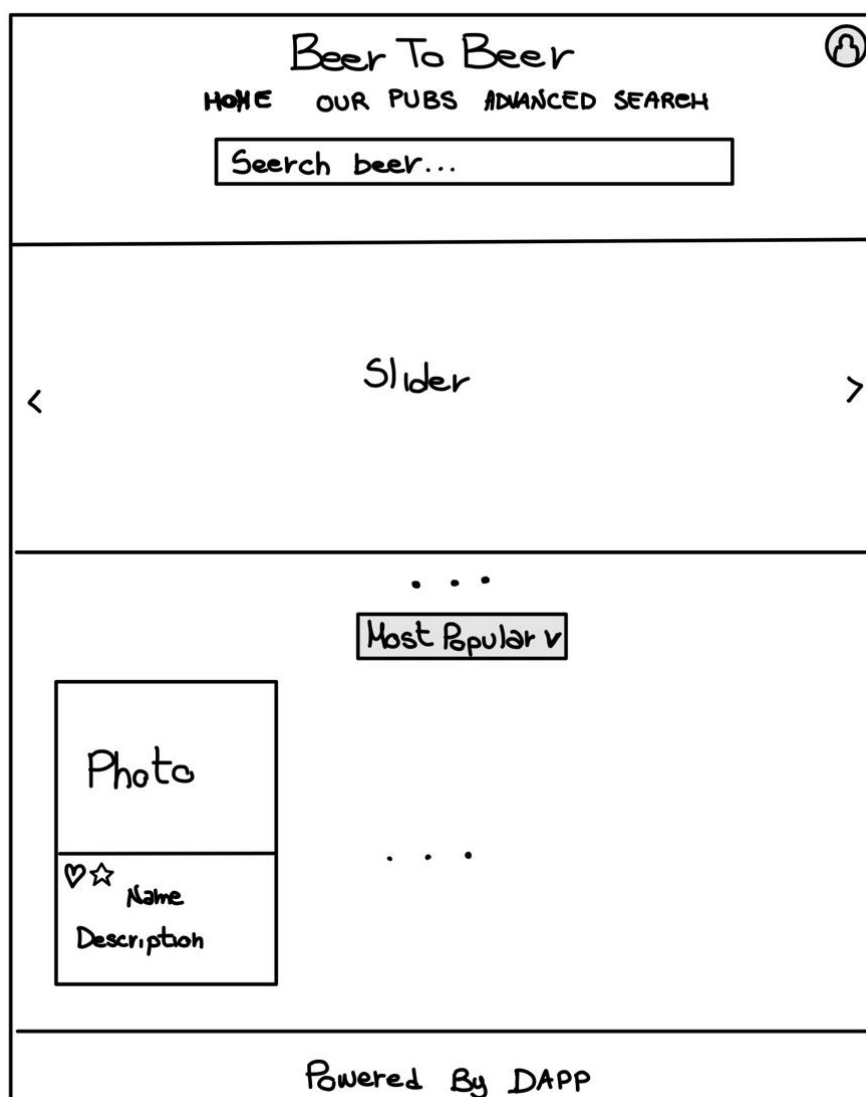 Beer To Beer
HOME OUR PUBS ADVANCED SEARCH
Seerch beer...
Slider
<
>
...
Most Popular v
Photo
...
Name
Description
Powered By DAPP